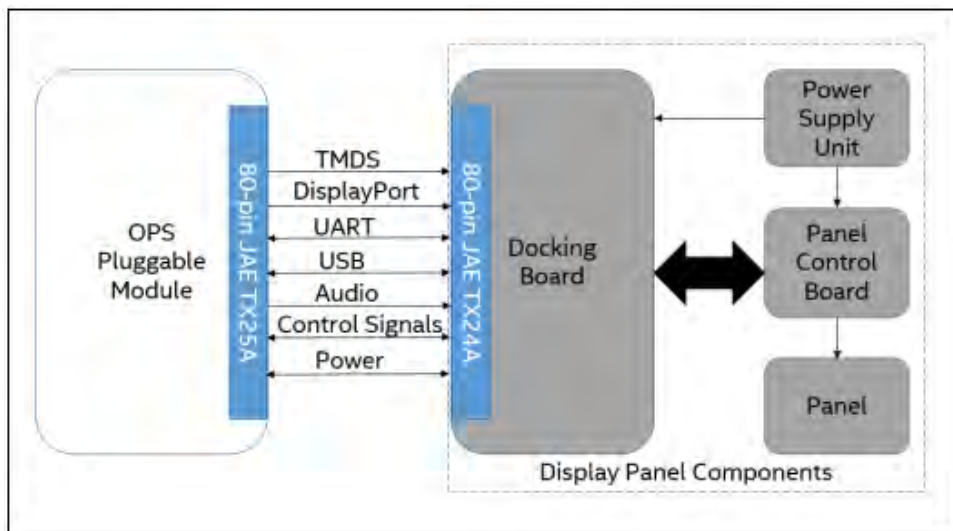 OPS
Pluggable
Module
80-pin JAE TX25A
TMDS
DisplayPort
UART
USB
Audio
Control Signals
Power
80-pin JAE TX24A
Docking
Board
Power
Supply
Unit
Panel
Control
Board
Panel
Display Panel Components